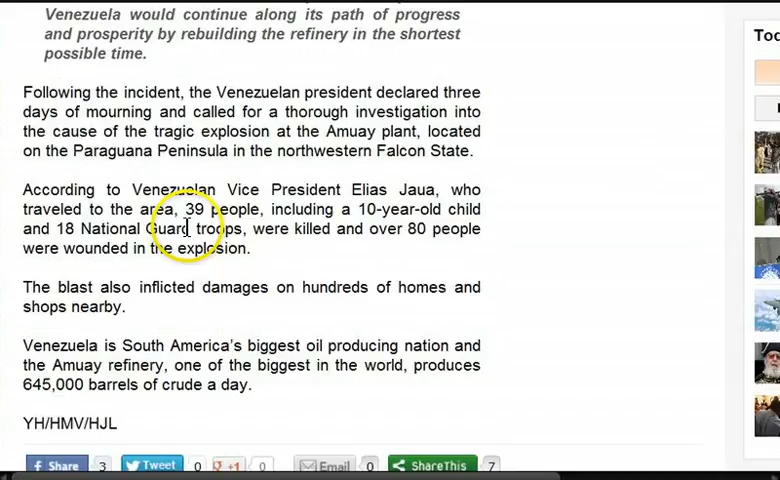 Venezuela would continue along its path of progress
and prosperity by rebuilding the refinery in the shortest
possible time.
Following the incident, the Venezuelan president declared three
days of mourning and called for a thorough investigation into
the cause of the tragic explosion at the Amuay plant, located
on the Paraguana Peninsula in the northwestern Falcon State.
According to Venezuelan Vice President Elias Jaua, who
traveled to the area, 39 people, including a 10-year-old child
and 18 National Guard troops, were killed and over 80 people
were wounded in the explosion.
The blast also inflicted damages on hundreds of homes and
shops nearby.
Venezuela is South America's biggest oil producing nation and
the Amuay refinery, one of the biggest in the world, produces
645,000 barrels of crude a day.
YH/HMV/HJL
Share 3 Tweet 0 +1 0 Email 0 ShareThis 7